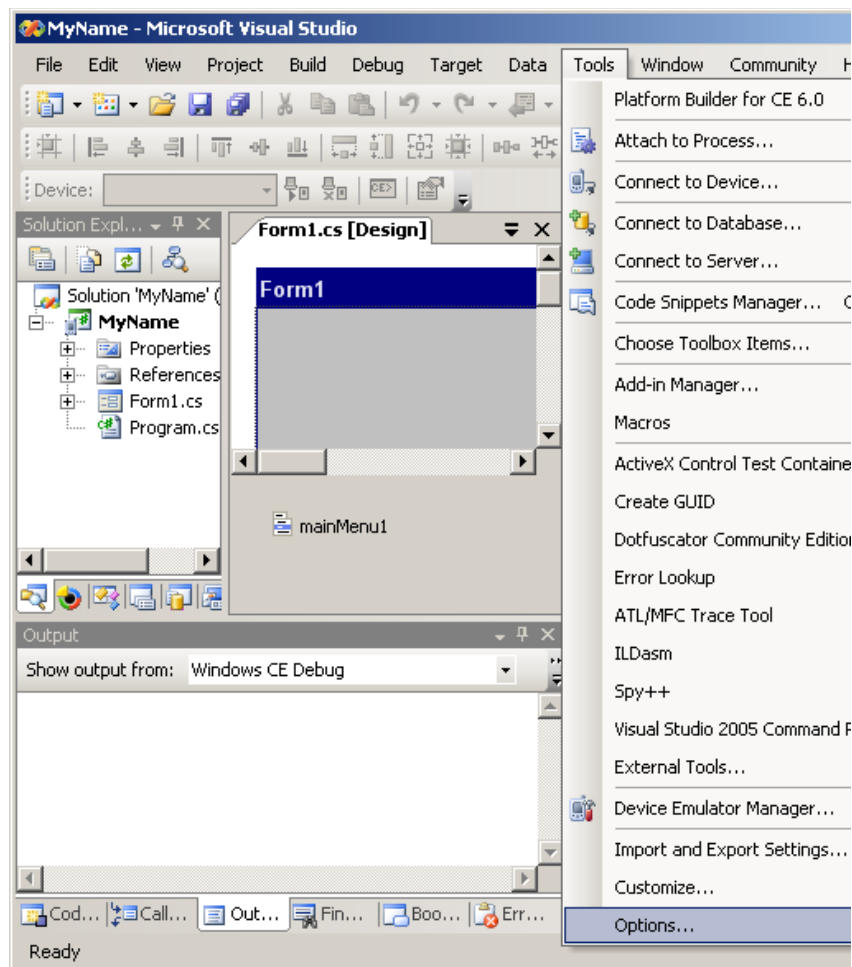 MyName - Microsoft Visual Studio
File Edit View Project Build Debug Target Data Tools Window Community H
Device:
Solution Expl...
Form1.cs [Design]
Solution 'MyName' (
MyName
Properties
References
Form1.cs
Program.cs
Form1
mainMenu1
Output
Show output from: Windows CE Debug
Cod... Call... Out... Fin... Boo... Err...
Ready
Platform Builder for CE 6.0
Attach to Process...
Connect to Device...
Connect to Database...
Connect to Server...
Code Snippets Manager... C
Choose Toolbox Items...
Add-in Manager...
Macros
ActiveX Control Test Containe
Create GUID
Dotfuscator Community Edition
Error Lookup
ATL/MFC Trace Tool
ILDasm
Spy++
Visual Studio 2005 Command P
External Tools...
Device Emulator Manager...
Import and Export Settings...
Customize...
Options...